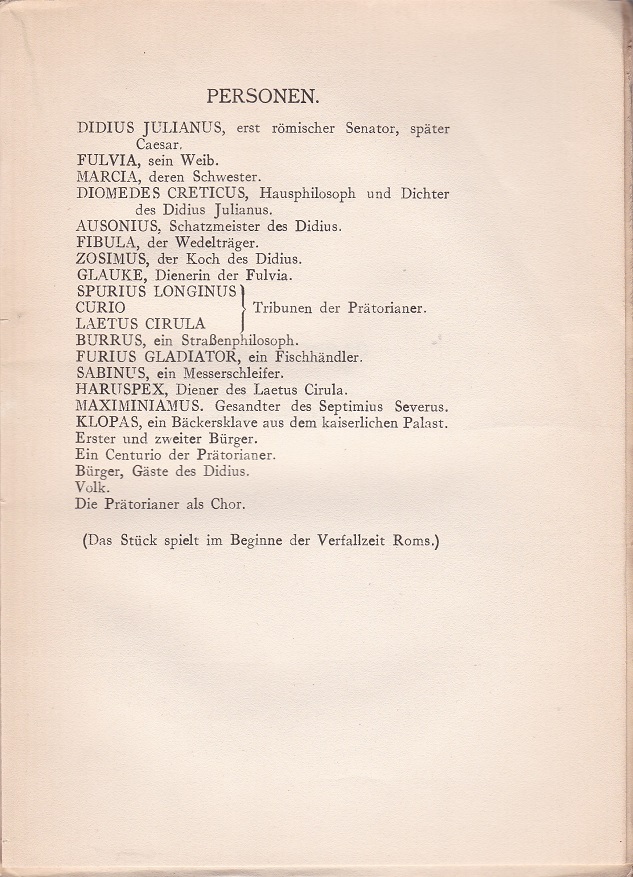 PERSONEN.
DIDIUS JULIANUS, erst römischer Senator, später
Caesar.
FULVIA, sein Weib.
MARCIA, deren Schwester.
DIOMEDES CRETICUS, Hausphilosoph und Dichter
des Didius Julianus.
AUSONIUS, Schatzmeister des Didius.
FIBULA, der Wedelträger.
ZOSIMUS, der Koch des Didius.
GLAUKE, Dienerin der Fulvia.
SPURIUS LONGINUS
CURIO } Tribunen der Prätorianer.
LAETUS CIRULA
BURRUS, ein Straßenphilosoph.
FURIUS GLADIATOR, ein Fischhändler.
SABINUS, ein Messerschleifer.
HARUSPEX, Diener des Laetus Cirula.
MAXIMINIAMUS. Gesandter des Septimius Severus.
KLOPAS, ein Bäckersklave aus dem kaiserlichen Palast.
Erster und zweiter Bürger.
Ein Centurio der Prätorianer.
Bürger, Gäste des Didius.
Volk.
Die Prätorianer als Chor.
(Das Stück spielt im Beginne der Verfallzeit Roms.)